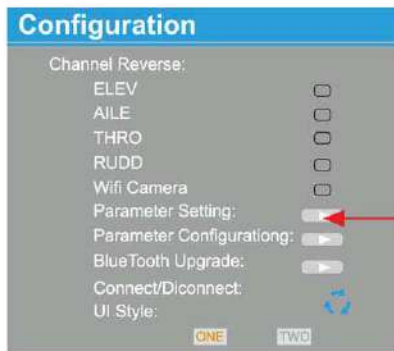 Configuration
Channel Reverse:
ELEV
AILE
THRO
RUDD
Wifi Camera
Parameter Setting:
Parameter Configurationg:
BlueTooth Upgrade:
Connect/Diconnect:
UI Style:
ONE TWO